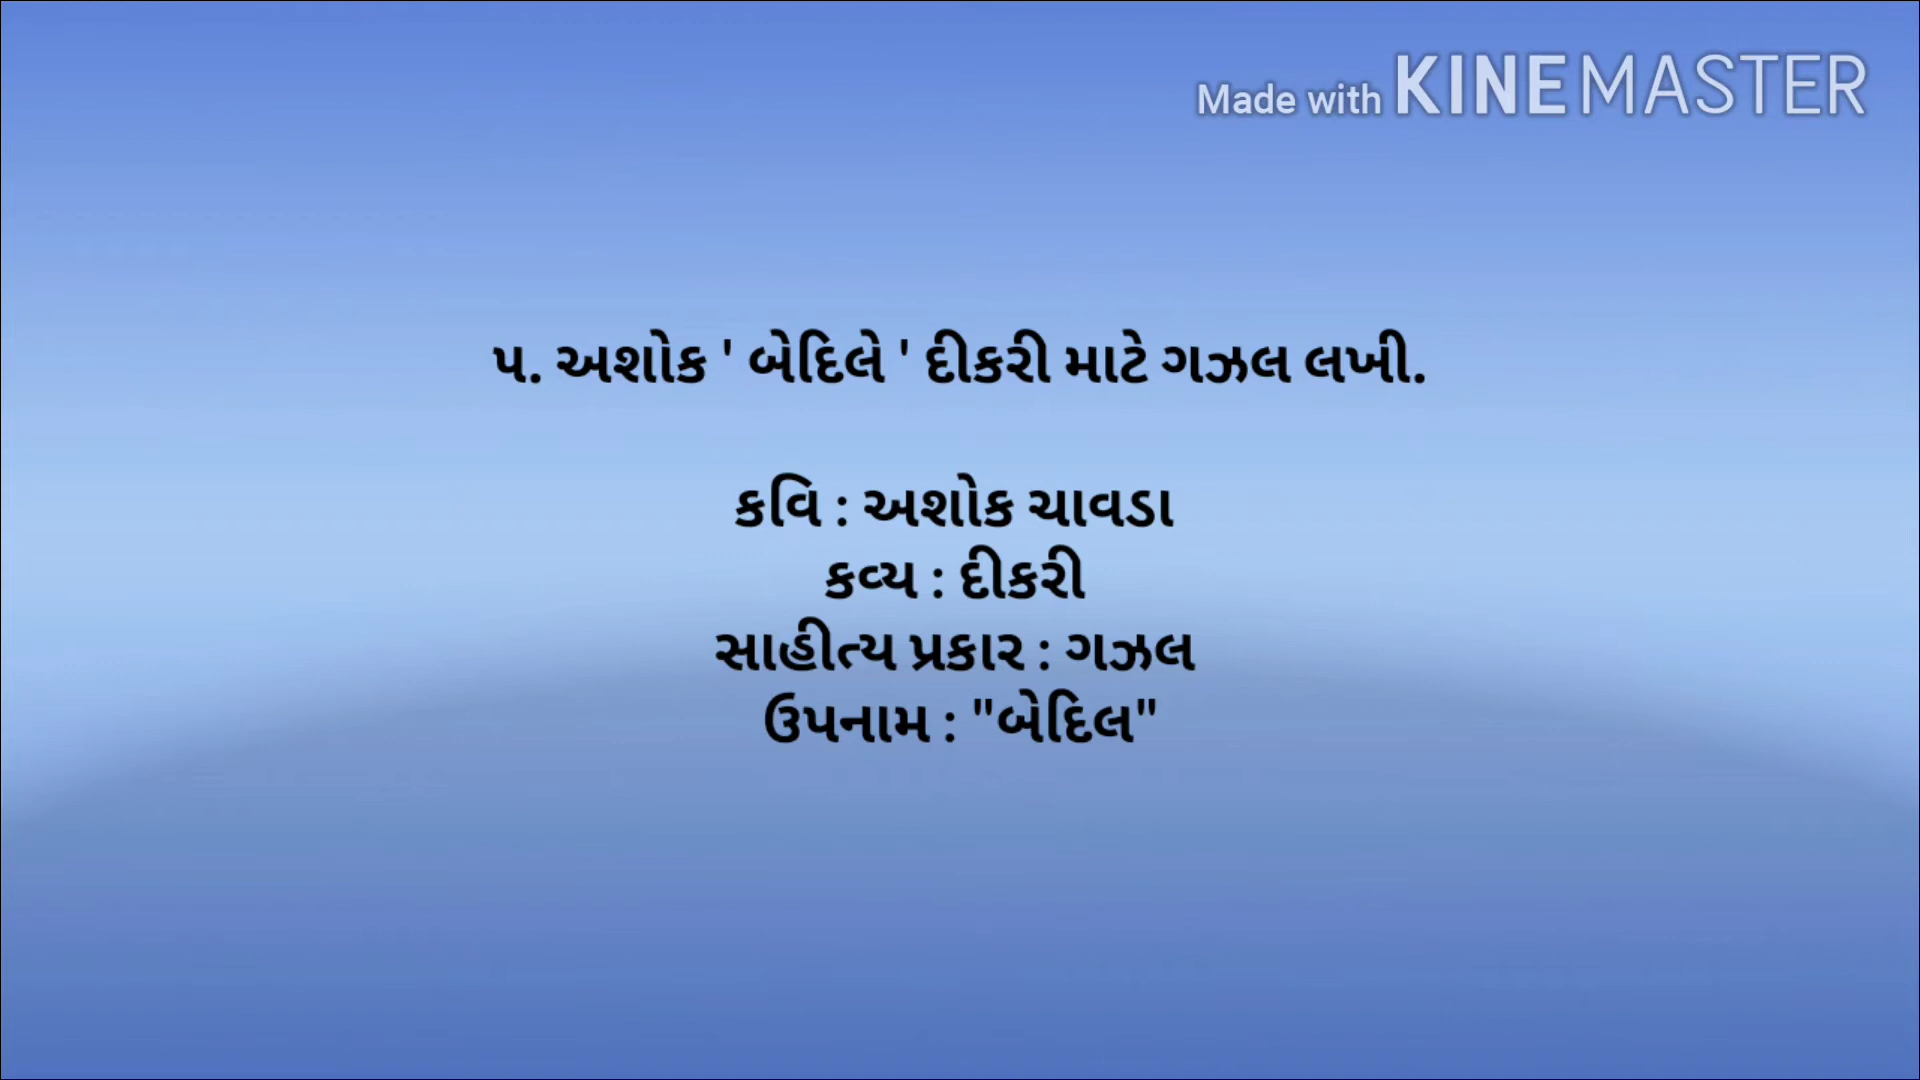 Made with KINEMASTER
૫. અશોક ' બેદિલે ' દીકરી માટે ગઝલ લખી.
કવિ : અશોક ચાવડા
કવ્ય : દીકરી
સાહીત્ય પ્રકાર : ગઝલ
ઉપનામ : "બેદિલ"